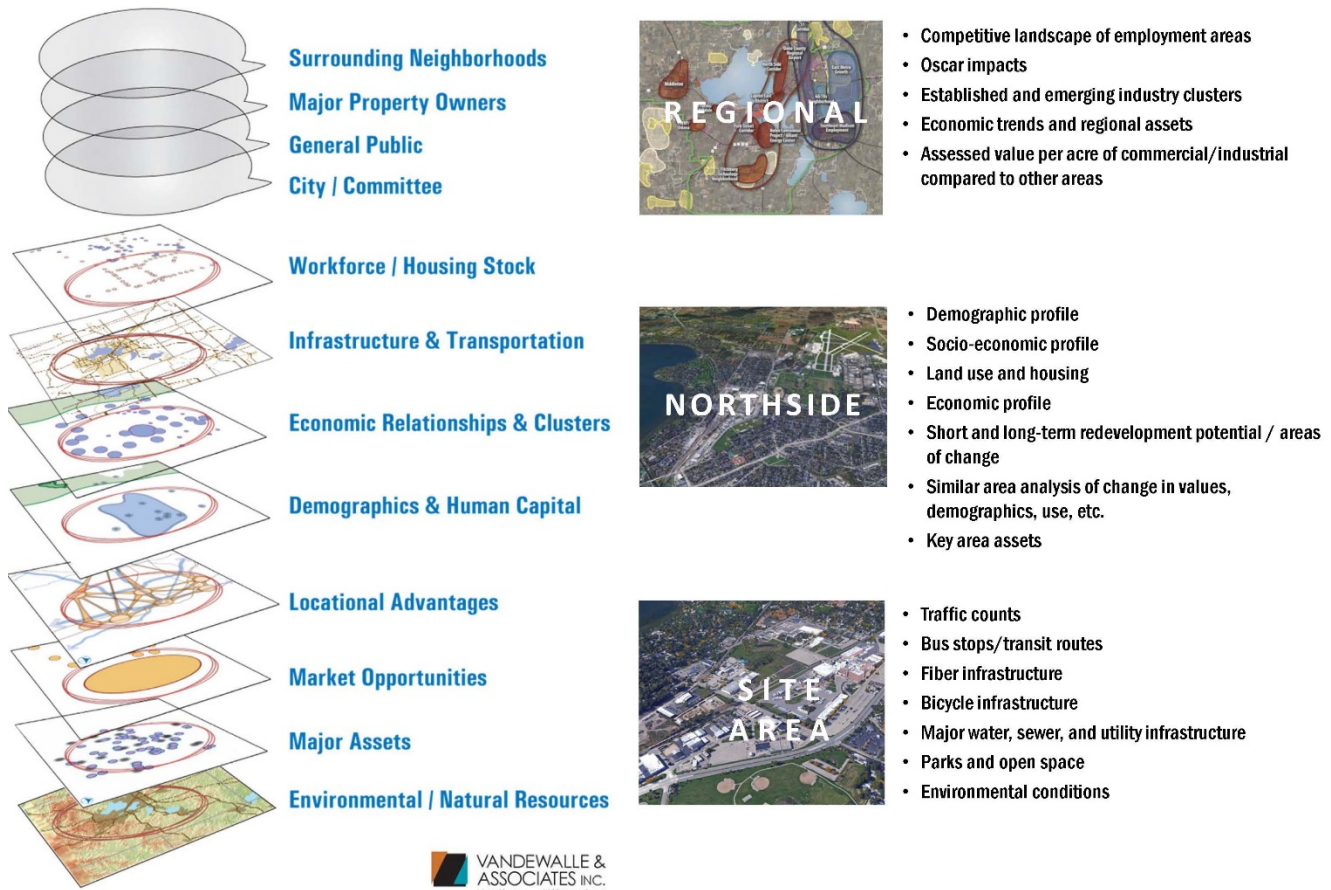 Surrounding Neighborhoods
Major Property Owners
General Public
City / Committee
Workforce / Housing Stock
Infrastructure & Transportation
Economic Relationships & Clusters
Demographics & Human Capital
Locational Advantages
Market Opportunities
Major Assets
Environmental / Natural Resources
VANDEWALLE &
ASSOCIATES INC.
REGIONAL
Middleton
• Competitive landscape of employment areas
• Oscar impacts
• Established and emerging industry clusters
• Economic trends and regional assets
• Assessed value per acre of commercial/industrial
compared to other areas
NORTHSIDE
• Demographic profile
• Socio-economic profile
• Land use and housing
• Economic profile
• Short and long-term redevelopment potential / areas
of change
• Similar area analysis of change in values,
demographics, use, etc.
• Key area assets
SITE
AREA
• Traffic counts
• Bus stops/transit routes
• Fiber infrastructure
• Bicycle infrastructure
• Major water, sewer, and utility infrastructure
• Parks and open space
• Environmental conditions